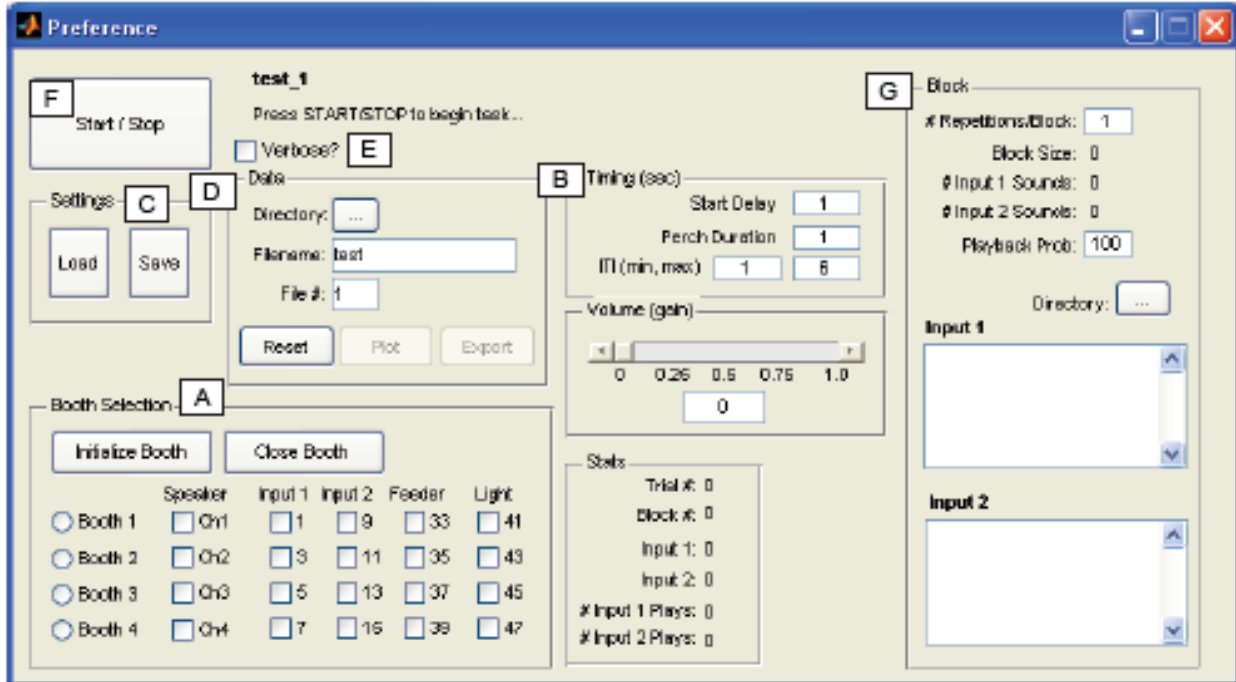 Preference
F
Start / Stop
test_1
Press START/STOP to begin task...
Verbose?
E
Settings
C
Load
Save
D
Data
Directory:
...
Filename:
test
File #:
1
Reset
Plot
Export
A
Booth Selection
Initialize Booth
Close Booth
Speaker Input 1 Input 2 Feeder Light
Booth 1 Ch1 1 9 33 41
Booth 2 Ch2 3 11 35 43
Booth 3 Ch3 5 13 37 45
Booth 4 Ch4 7 15 39 47
B
Timing (sec)
Start Delay 1
Perch Duration 1
ITI (min, max) 1 6
Volume (gain)
0 0.25 0.5 0.75 1.0
0
Stats
Trial #: 0
Block #: 0
Input 1: 0
Input 2: 0
# Input 1 Plays: 0
# Input 2 Plays: 0
G
Block
# Repetitions/Block: 1
Block Size: 0
# Input 1 Sounds: 0
# Input 2 Sounds: 0
Playback Prob: 100
Directory: ...
Input 1
Input 2